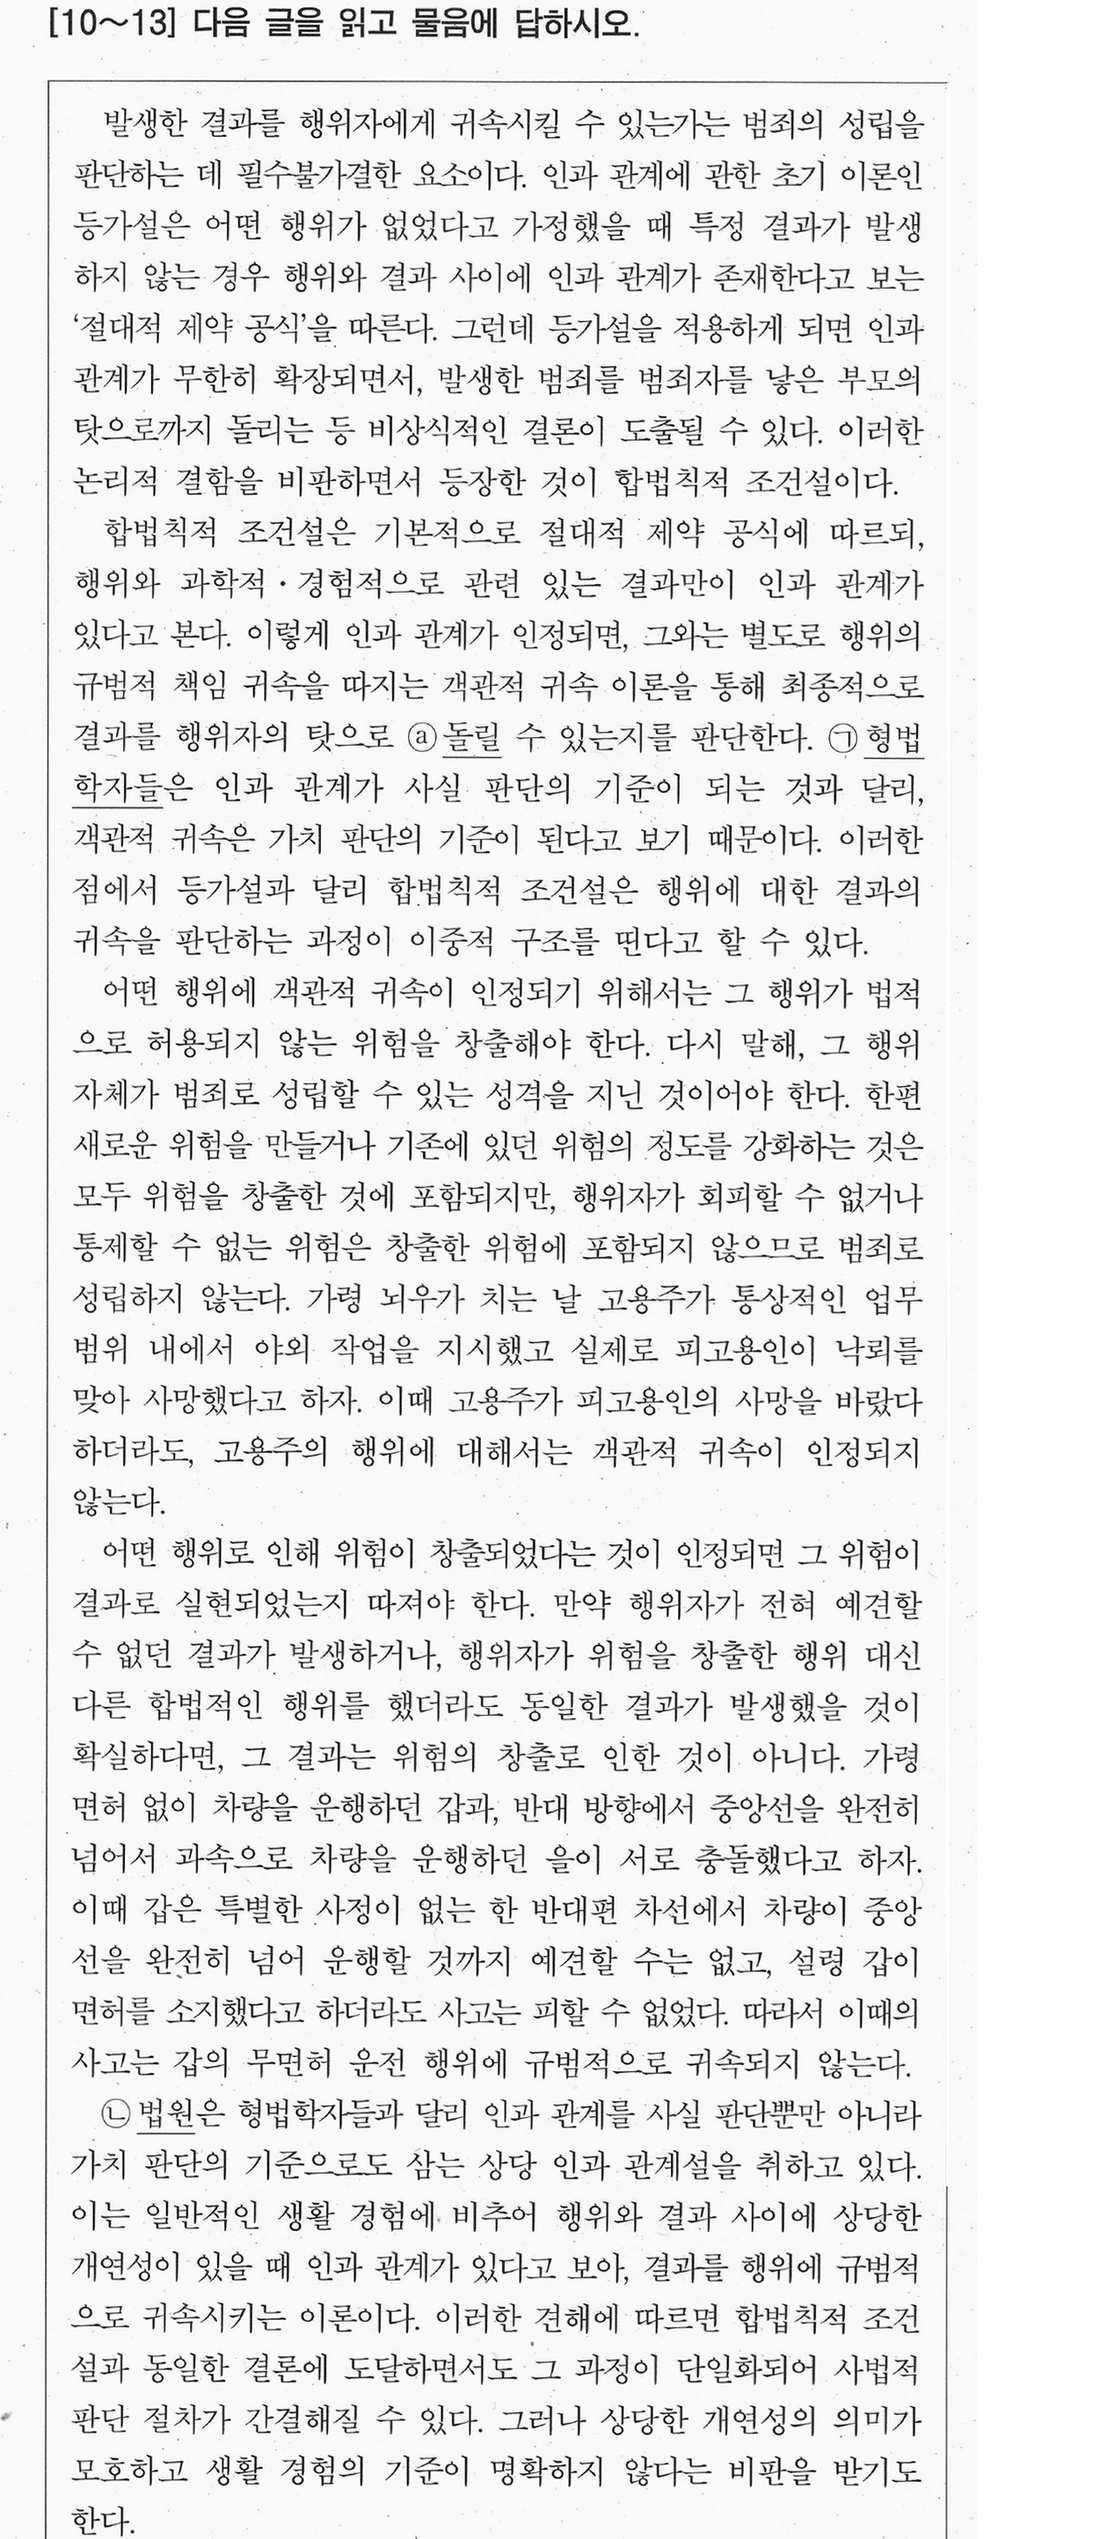 [10~13] 다음 글을 읽고 물음에 답하시오.
발생한 결과를 행위자에게 귀속시킬 수 있는가는 범죄의 성립을
판단하는 데 필수불가결한 요소이다. 인과 관계에 관한 초기 이론인
등가설은 어떤 행위가 없었다고 가정했을 때 특정 결과가 발생
하지 않는 경우 행위와 결과 사이에 인과 관계가 존재한다고 보는
‘절대적 제약 공식’을 따른다. 그런데 등가설을 적용하게 되면 인과
관계가 무한히 확장되면서, 발생한 범죄를 범죄자를 낳은 부모의
탓으로까지 돌리는 등 비상식적인 결론이 도출될 수 있다. 이러한
논리적 결함을 비판하면서 등장한 것이 합법칙적 조건설이다.
합법칙적 조건설은 기본적으로 절대적 제약 공식에 따르되,
행위와 과학적·경험적으로 관련 있는 결과만이 인과 관계가
있다고 본다. 이렇게 인과 관계가 인정되면, 그와는 별도로 행위의
규범적 책임 귀속을 따지는 객관적 귀속 이론을 통해 최종적으로
결과를 행위자의 탓으로 ⓐ돌릴 수 있는지를 판단한다. ㉠형법
학자들은 인과 관계가 사실 판단의 기준이 되는 것과 달리,
객관적 귀속은 가치 판단의 기준이 된다고 보기 때문이다. 이러한
점에서 등가설과 달리 합법칙적 조건설은 행위에 대한 결과의
귀속을 판단하는 과정이 이중적 구조를 띤다고 할 수 있다.
어떤 행위에 객관적 귀속이 인정되기 위해서는 그 행위가 법적
으로 허용되지 않는 위험을 창출해야 한다. 다시 말해, 그 행위
자체가 범죄로 성립할 수 있는 성격을 지닌 것이어야 한다. 한편
새로운 위험을 만들거나 기존에 있던 위험의 정도를 강화하는 것은
모두 위험을 창출한 것에 포함되지만, 행위자가 회피할 수 없거나
통제할 수 없는 위험은 창출한 위험에 포함되지 않으므로 범죄로
성립하지 않는다. 가령 뇌우가 치는 날 고용주가 통상적인 업무
범위 내에서 야외 작업을 지시했고 실제로 피고용인이 낙뢰를
맞아 사망했다고 하자. 이때 고용주가 피고용인의 사망을 바랐다
하더라도, 고용주의 행위에 대해서는 객관적 귀속이 인정되지
않는다.
어떤 행위로 인해 위험이 창출되었다는 것이 인정되면 그 위험이
결과로 실현되었는지 따져야 한다. 만약 행위자가 전혀 예견할
수 없던 결과가 발생하거나, 행위자가 위험을 창출한 행위 대신
다른 합법적인 행위를 했더라도 동일한 결과가 발생했을 것이
확실하다면, 그 결과는 위험의 창출로 인한 것이 아니다. 가령
면허 없이 차량을 운행하던 갑과, 반대 방향에서 중앙선을 완전히
넘어서 과속으로 차량을 운행하던 을이 서로 충돌했다고 하자.
이때 갑은 특별한 사정이 없는 한 반대편 차선에서 차량이 중앙
선을 완전히 넘어 운행할 것까지 예견할 수는 없고, 설령 갑이
면허를 소지했다고 하더라도 사고는 피할 수 없었다. 따라서 이때의
사고는 갑의 무면허 운전 행위에 규범적으로 귀속되지 않는다.
㉡법원은 형법학자들과 달리 인과 관계를 사실 판단뿐만 아니라
가치 판단의 기준으로도 삼는 상당 인과 관계설을 취하고 있다.
이는 일반적인 생활 경험에 비추어 행위와 결과 사이에 상당한
개연성이 있을 때 인과 관계가 있다고 보아, 결과를 행위에 규범적
으로 귀속시키는 이론이다. 이러한 견해에 따르면 합법칙적 조건
설과 동일한 결론에 도달하면서도 그 과정이 단일화되어 사법적
판단 절차가 간결해질 수 있다. 그러나 상당한 개연성의 의미가
모호하고 생활 경험의 기준이 명확하지 않다는 비판을 받기도
한다.